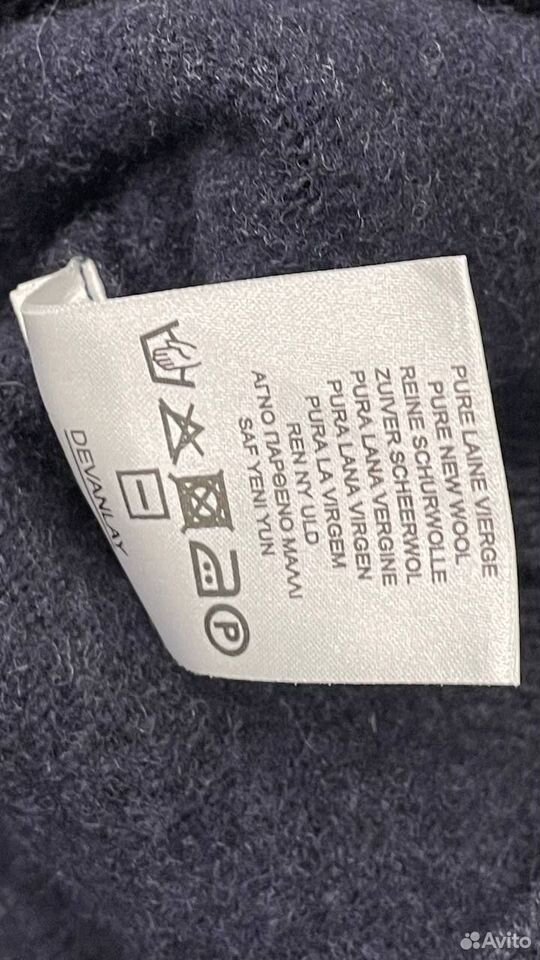 PURE LAINE VIERGE
PURE NEW WOOL
REINE SCHURWOLLE
ZUIVER SCHEERWOL
PURA LANA VERGINE
PURA LANA VIRGEN
PURA LA VIRGEM
REN NY ULD
ΑΓΝΟ ΠΑΡΘΕΝΟ ΜΑΛΛΙ
SAF YENI YUN
P
DEVANLAY
Avito